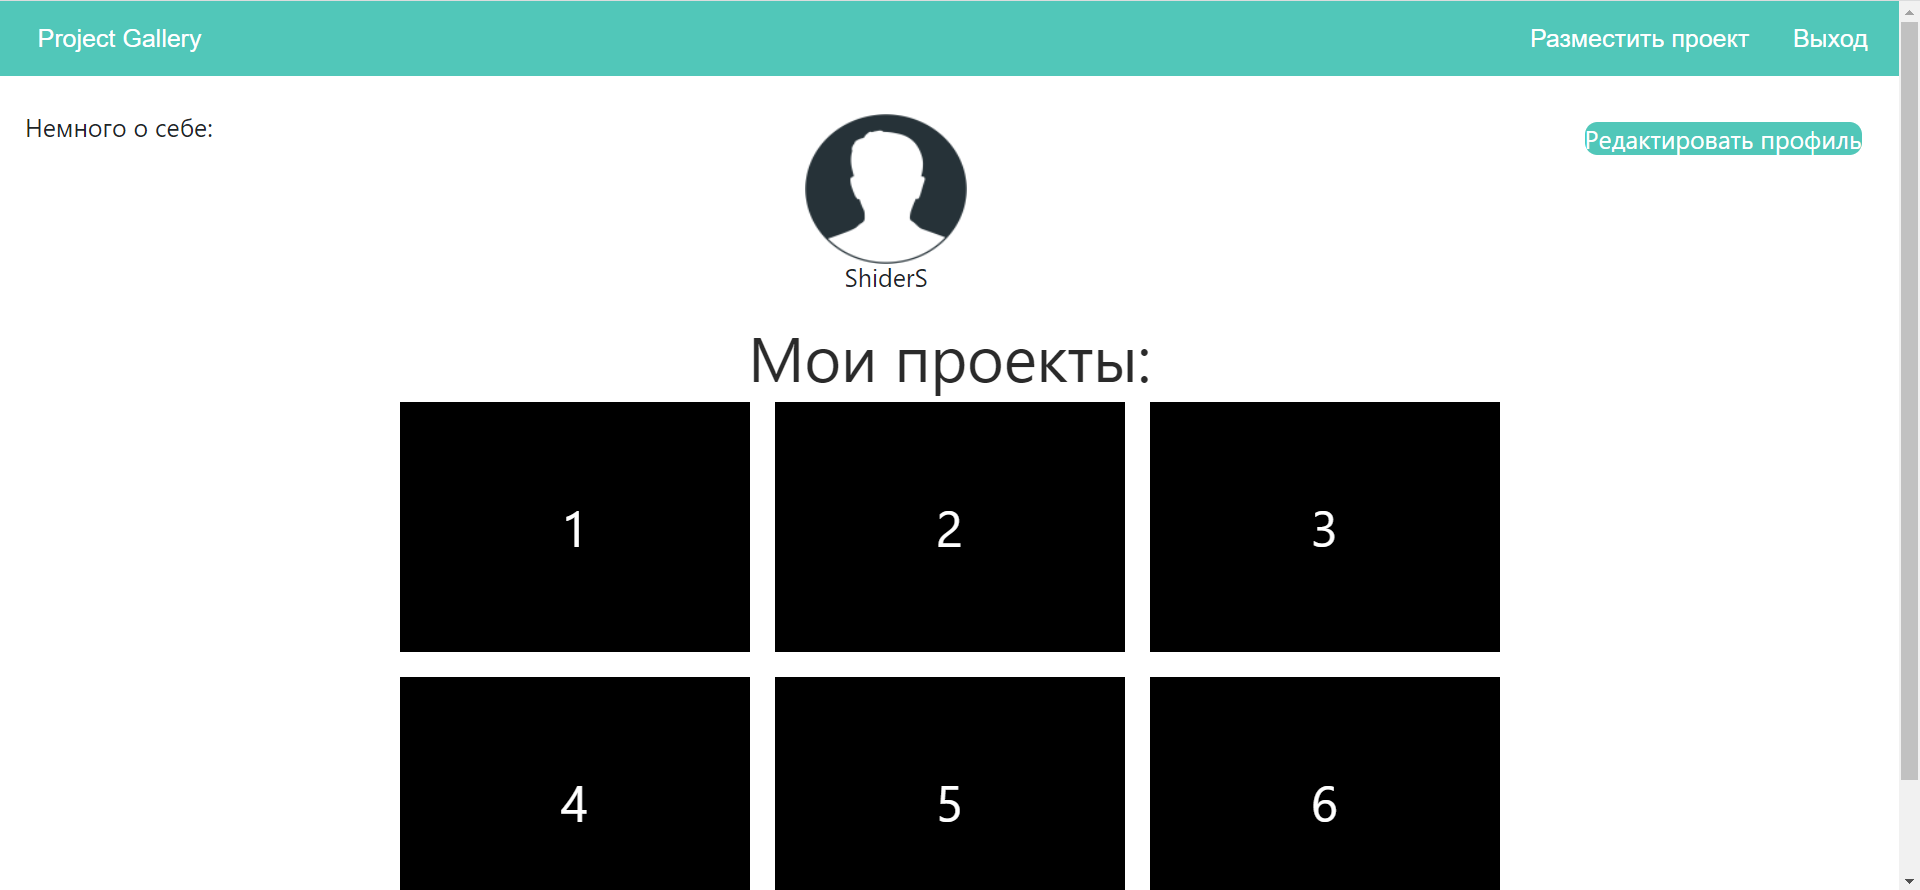 Project Gallery
Разместить проект
Выход
Немного о себе:
Редактировать профиль
ShiderS
Мои проекты:
1
2
3
4
5
6